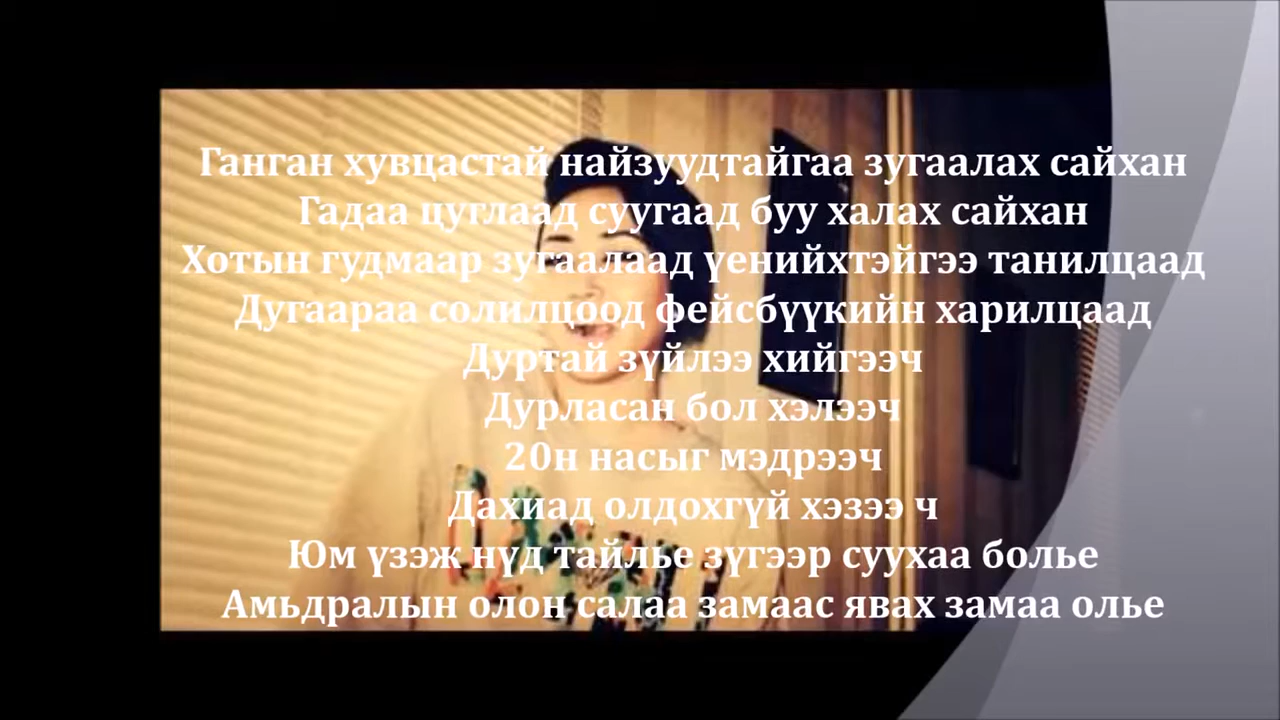 Ганган хувцастай найзуудтайгаа зугаалах сайхан
Гадаа цуглаад суугаад буу халах сайхан
Хотын гудмаар зугаалаад үенийхтэйгээ танилцаад
Дугаараа солилцоод фейсбүүкийн харилцаад
Дуртай зүйлээ хийгээч
Дурласан бол хэлээч
20н насыг мэдрээч
Дахиад олдохгүй хэзээ ч
Юм үзэж нүд тайлье зүгээр суухаа болье
Амьдралын олон салаа замаас явах замаа олье